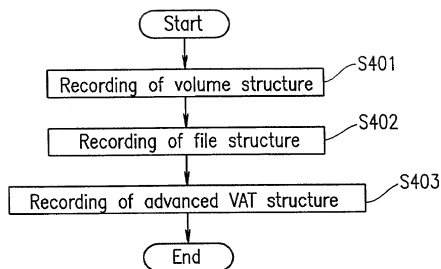 Start
Recording of volume structure
S401
Recording of file structure
S402
Recording of advanced VAT structure
S403
End